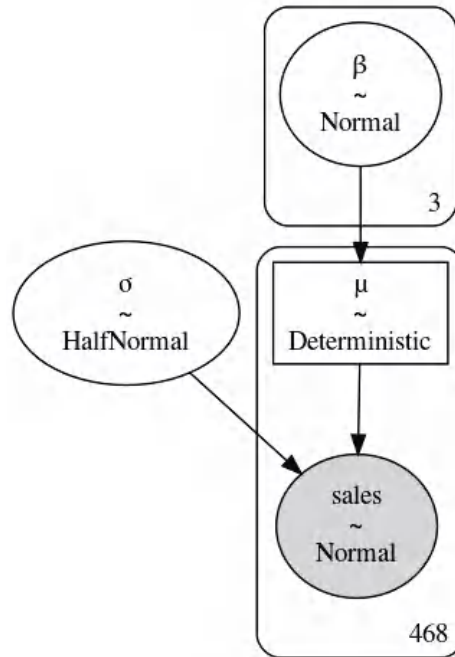 β
~
Normal
3
σ
~
HalfNormal
μ
~
Deterministic
sales
~
Normal
468